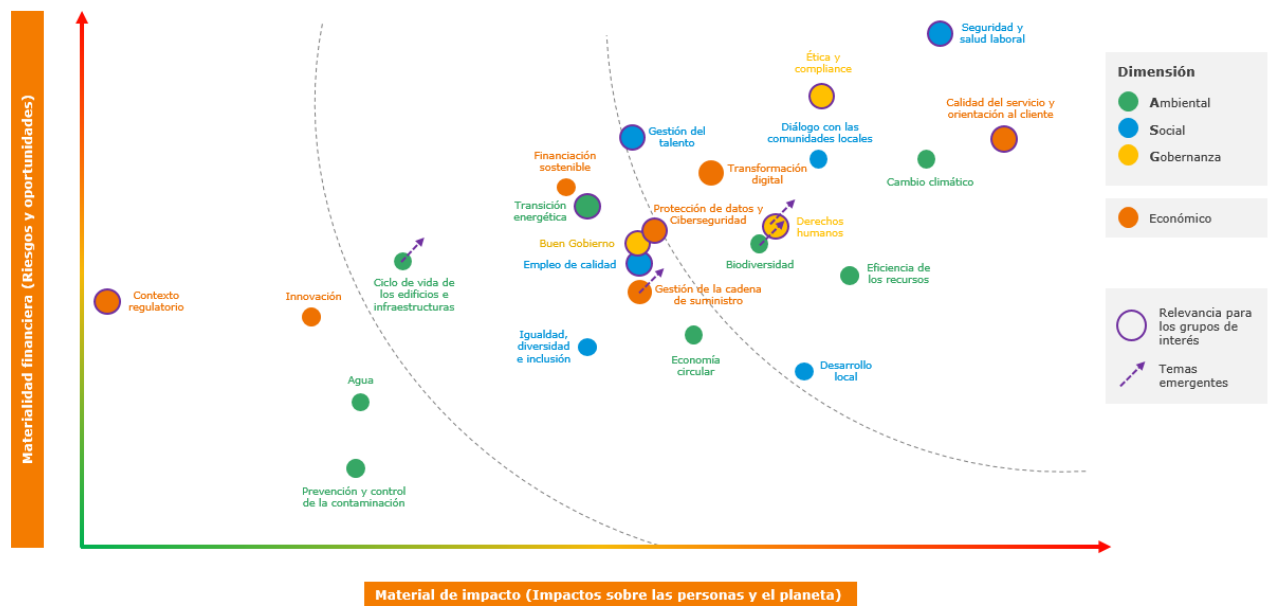 Materialidad financiera (Riesgos y oportunidades)
Seguridad y
salud laboral
Ética y
compliance
Calidad del servicio y
orientación al cliente
Gestión del
talento
Diálogo con las
comunidades locales
Financiación
sostenible
Transformación
digital
Cambio climático
Transición
energética
Protección de datos y
Ciberseguridad
Derechos
humanos
Buen Gobierno
Empleo de calidad
Biodiversidad
Ciclo de vida de
los edificios e
infraestructuras
Eficiencia de
los recursos
Gestión de la cadena
de suministro
Contexto
regulatorio
Innovación
Igualdad,
diversidad
e inclusión
Economía
circular
Desarrollo
local
Agua
Prevención y control
de la contaminación
Material de impacto (Impactos sobre las personas y el planeta)
Dimensión
Ambiental
Social
Gobernanza
Económico
Relevancia para
los grupos de
interés
Temas
emergentes